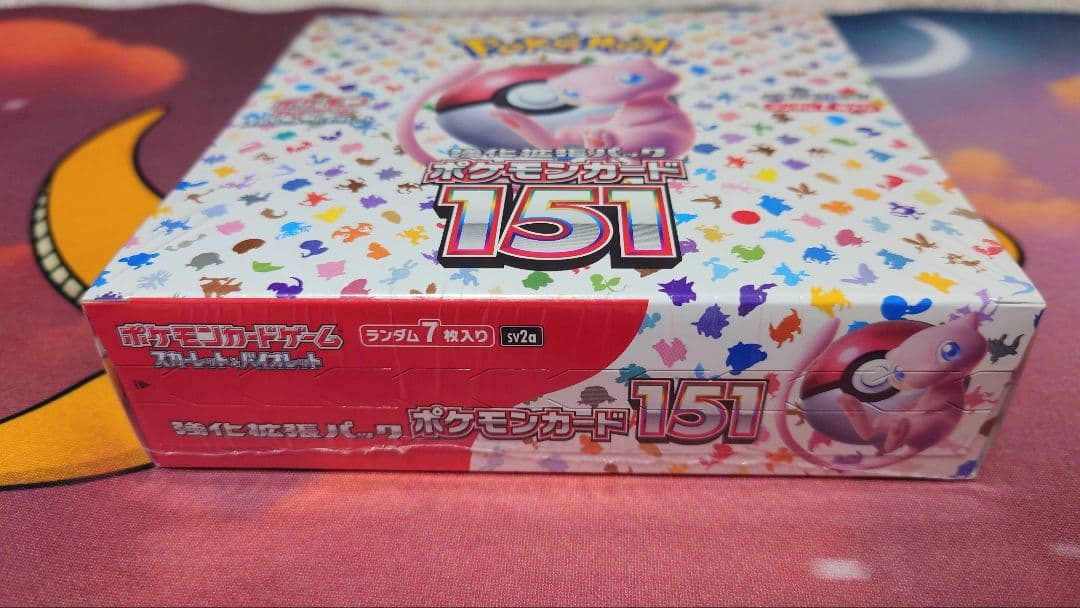 POKÉMON
強化拡張パック
ポケモンカード
151
ポケモンカードゲーム
スカーレット&バイオレット
ランダム7枚入り
sv2a
強化拡張パック ポケモンカード151